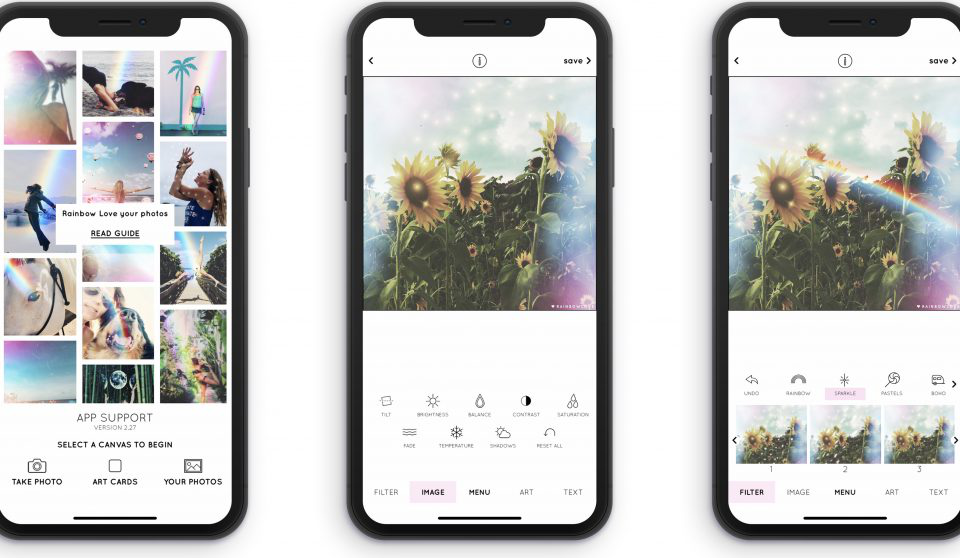 Rainbow Love your photos
READ GUIDE
APP SUPPORT
VERSION 2.27
SELECT A CANVAS TO BEGIN
TAKE PHOTO
ART CARDS
YOUR PHOTOS
save
RAINBOWLOVE
TILT
BRIGHTNESS
BALANCE
CONTRAST
SATURATION
FADE
TEMPERATURE
SHADOWS
RESET ALL
FILTER
IMAGE
MENU
ART
TEXT
save
RAINBOWLOVE
UNDO
RAINBOW
SPARKLE
PASTELS
BOHO
1
2
3
FILTER
IMAGE
MENU
ART
TEXT